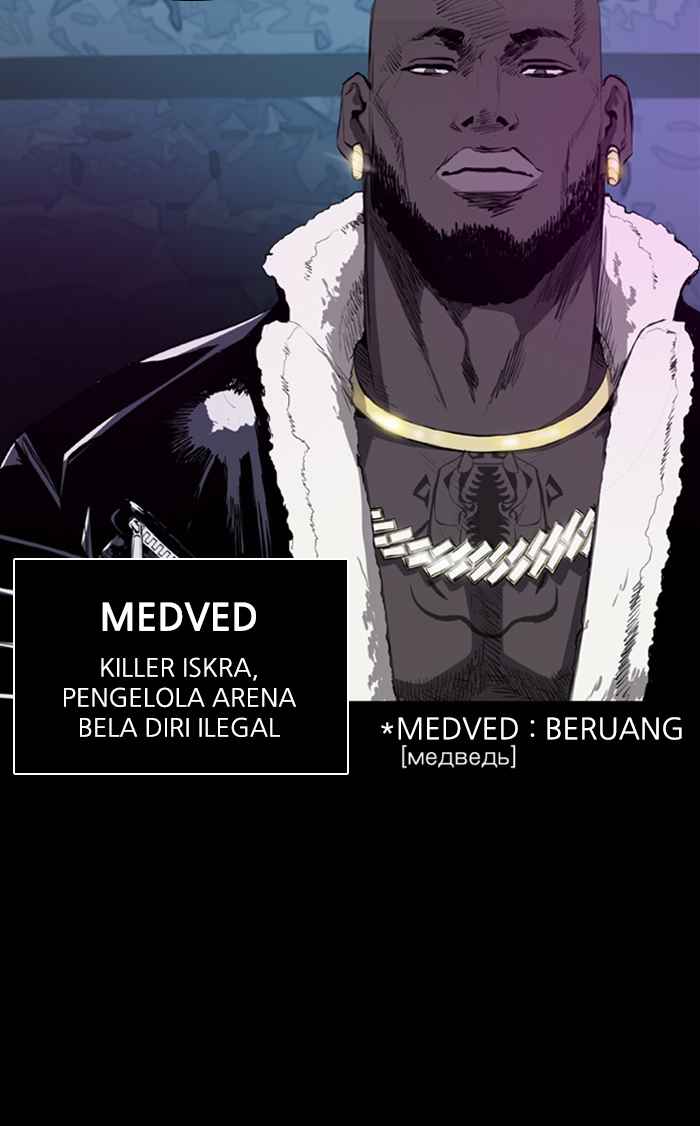 MEDVED
KILLER ISKRA,
PENGELOLA ARENA
BELA DIRI ILEGAL
*MEDVED : BERUANG
[медведь]